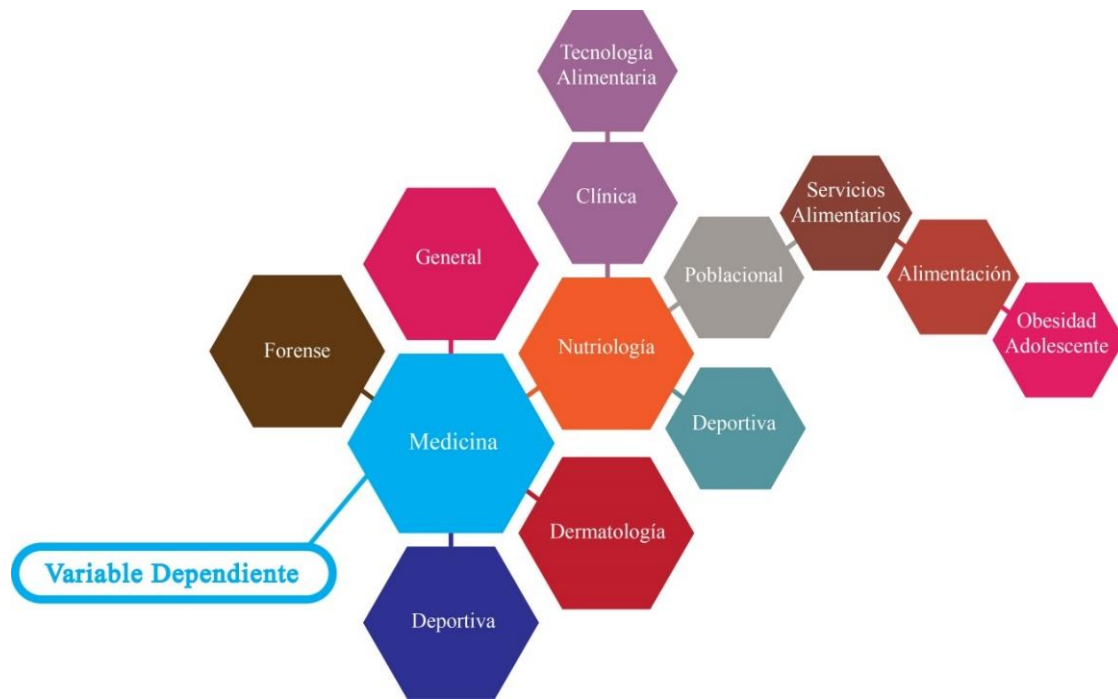 Tecnología
Alimentaria
Clínica
Servicios
Alimentarios
General
Poblacional
Alimentación
Obesidad
Adolescente
Forense
Nutriología
Deportiva
Medicina
Dermatología
Variable Dependiente
Deportiva